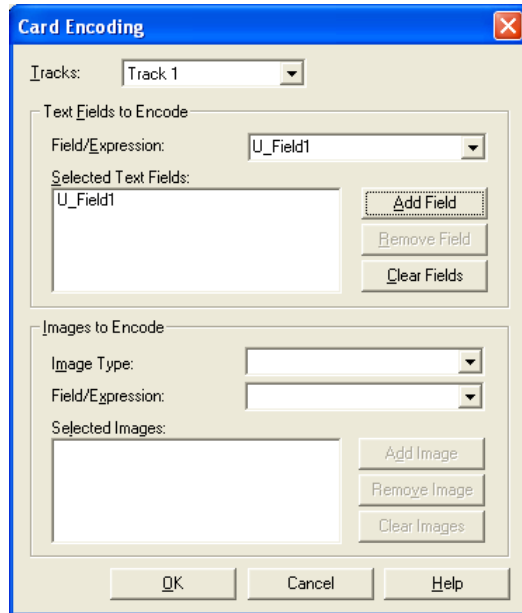 Card Encoding
Tracks: Track 1
Text Fields to Encode
Field/Expression: U_Field1
Selected Text Fields:
U_Field1
Add Field
Remove Field
Clear Fields
Images to Encode
Image Type:
Field/Expression:
Selected Images:
Add Image
Remove Image
Clear Images
OK Cancel Help